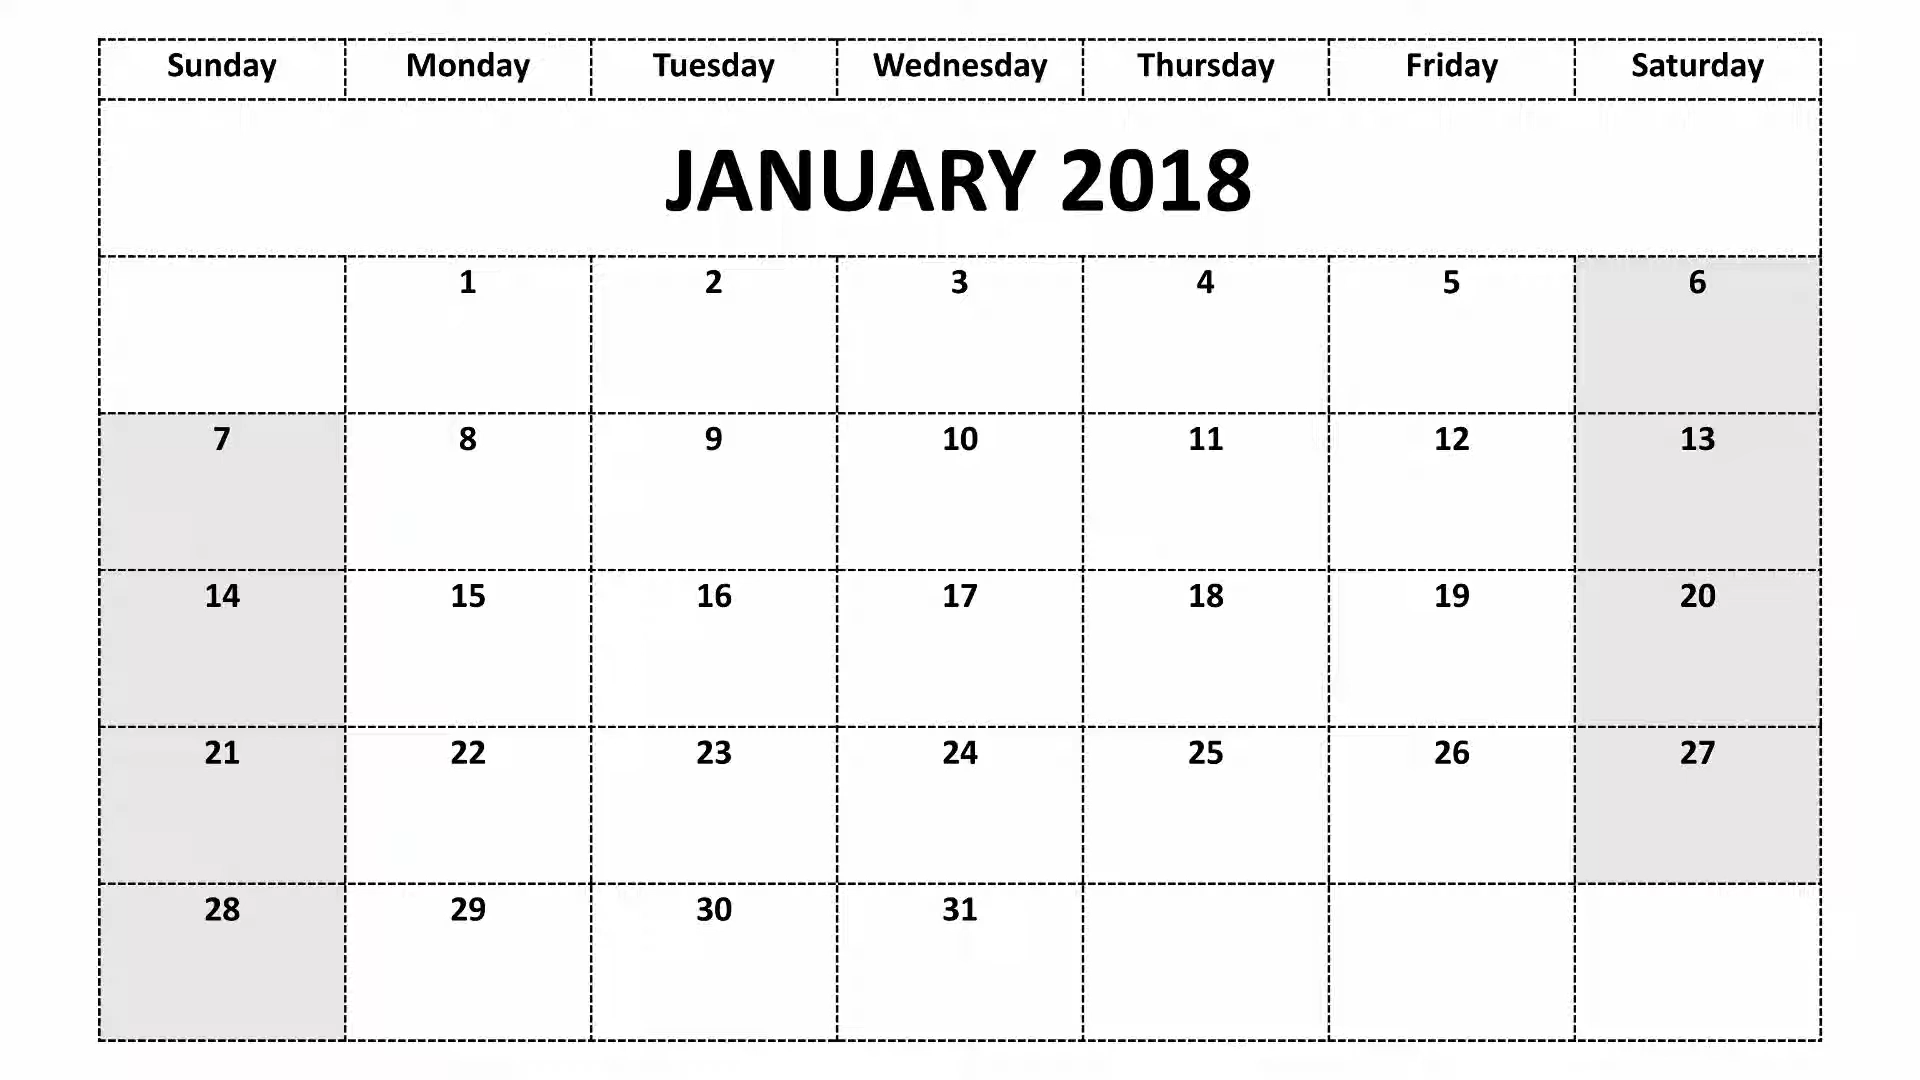 Sunday Monday Tuesday Wednesday Thursday Friday Saturday
JANUARY 2018
1 2 3 4 5 6
7 8 9 10 11 12 13
14 15 16 17 18 19 20
21 22 23 24 25 26 27
28 29 30 31